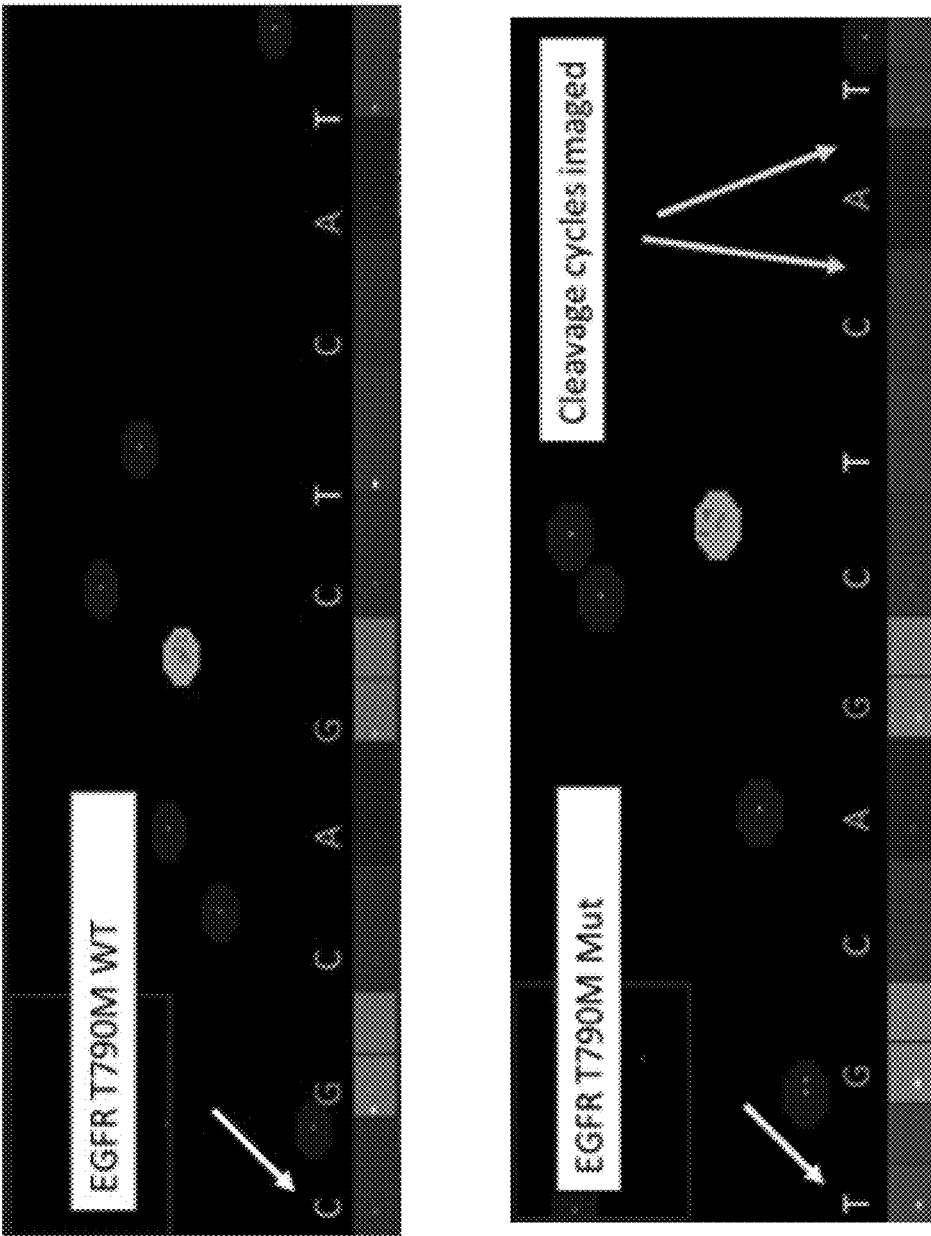 EGFR T790M WT
C G C A G C T C A T
EGFR T790M Mut
Cleavage cycles imaged
T G C A G C T C A T